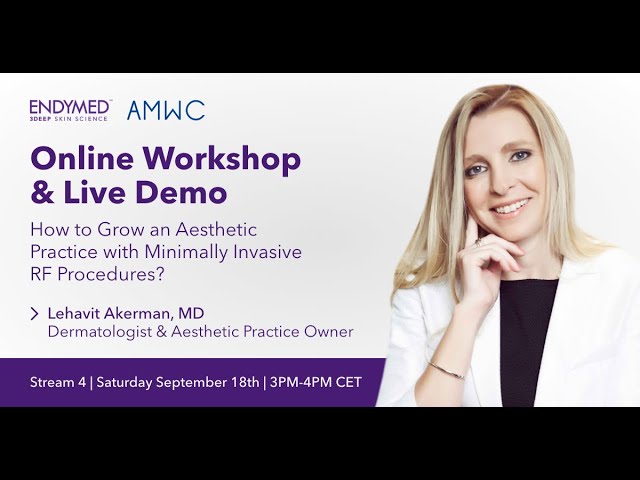 ENDYMED™ AMWC
3DEEP SKIN SCIENCE
Online Workshop
& Live Demo
How to Grow an Aesthetic
Practice with Minimally Invasive
RF Procedures?
Lehavit Akerman, MD
Dermatologist & Aesthetic Practice Owner
Stream 4 | Saturday September 18th | 3PM-4PM CET